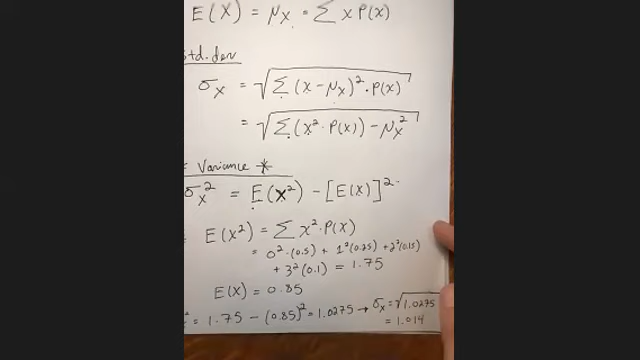 E(X) = μx = Σ x P(x)
std. dev
σx = √Σ (x − μx)² · P(x)
= √Σ (x² · P(x)) − μx²
Variance *
σx² = E(x²) − [E(x)]²
E(x²) = Σ x² · P(x)
= 0² · (0.5) + 1² (0.25) + 2² (0.15)
+ 3² (0.1) = 1.75
E(x) = 0.85
= 1.75 − (0.85)² = 1.0275 → σx = √1.0275
= 1.014